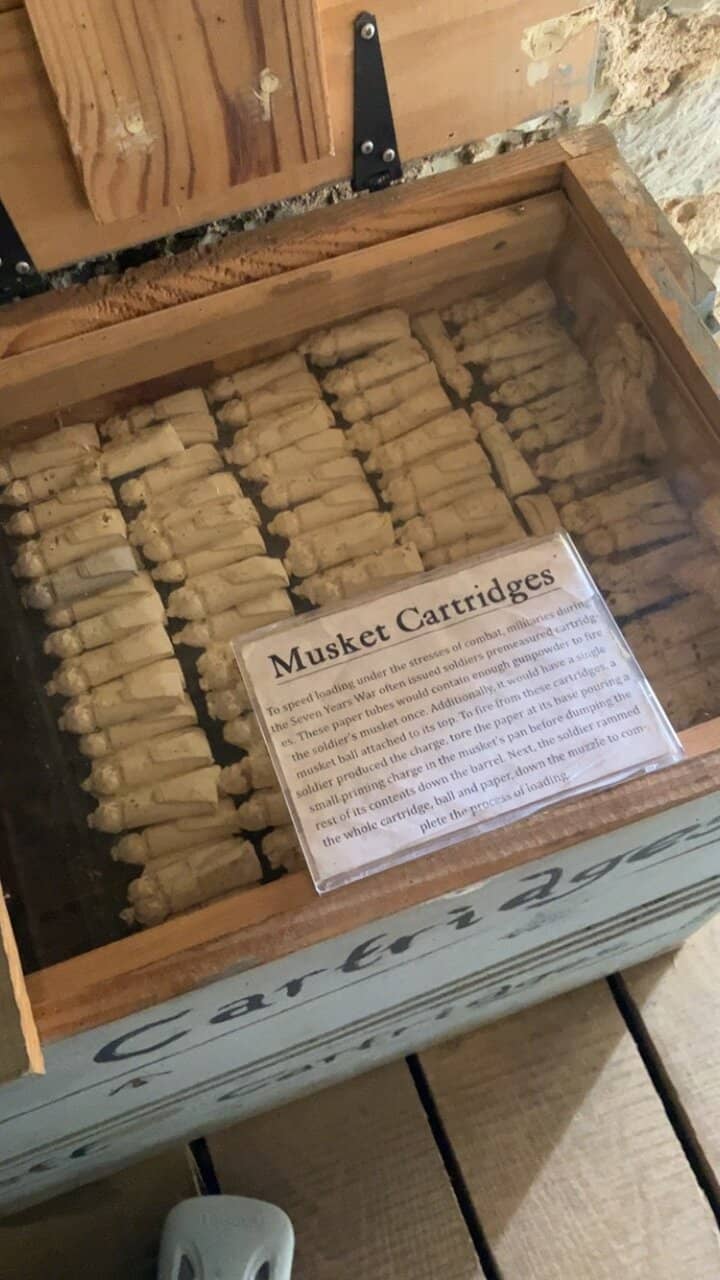 Musket Cartridges
To speed loading under the stresses of combat, militaries during
the Seven Years War often issued soldiers premeasured cartridg-
es. These paper tubes would contain enough gunpowder to fire
the soldier's musket once. Additionally, it would have a single
musket ball attached to its top. To fire from these cartridges, a
soldier produced the charge, tore the paper at its base pouring a
small priming charge in the musket's pan before dumping the
rest of its contents down the barrel. Next, the soldier rammed
the whole cartridge, ball and paper, down the muzzle to com-
plete the process of loading.
Cartridges
Cartridges